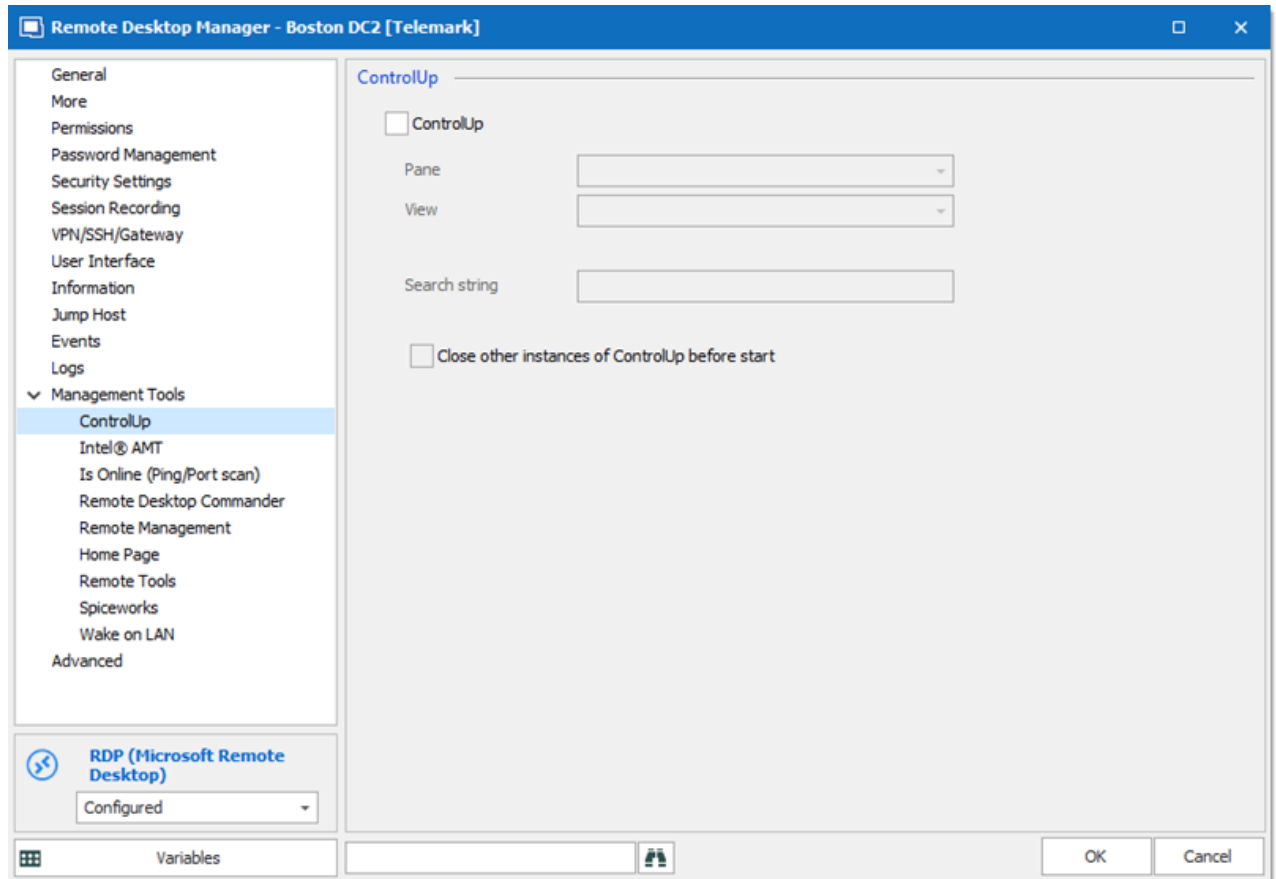 Remote Desktop Manager - Boston DC2 [Telemark]
General
More
Permissions
Password Management
Security Settings
Session Recording
VPN/SSH/Gateway
User Interface
Information
Jump Host
Events
Logs
Management Tools
ControlUp
Intel® AMT
Is Online (Ping/Port scan)
Remote Desktop Commander
Remote Management
Home Page
Remote Tools
Spiceworks
Wake on LAN
Advanced
RDP (Microsoft Remote
Desktop)
Configured
Variables
ControlUp
ControlUp
Pane
View
Search string
Close other instances of ControlUp before start
OK
Cancel